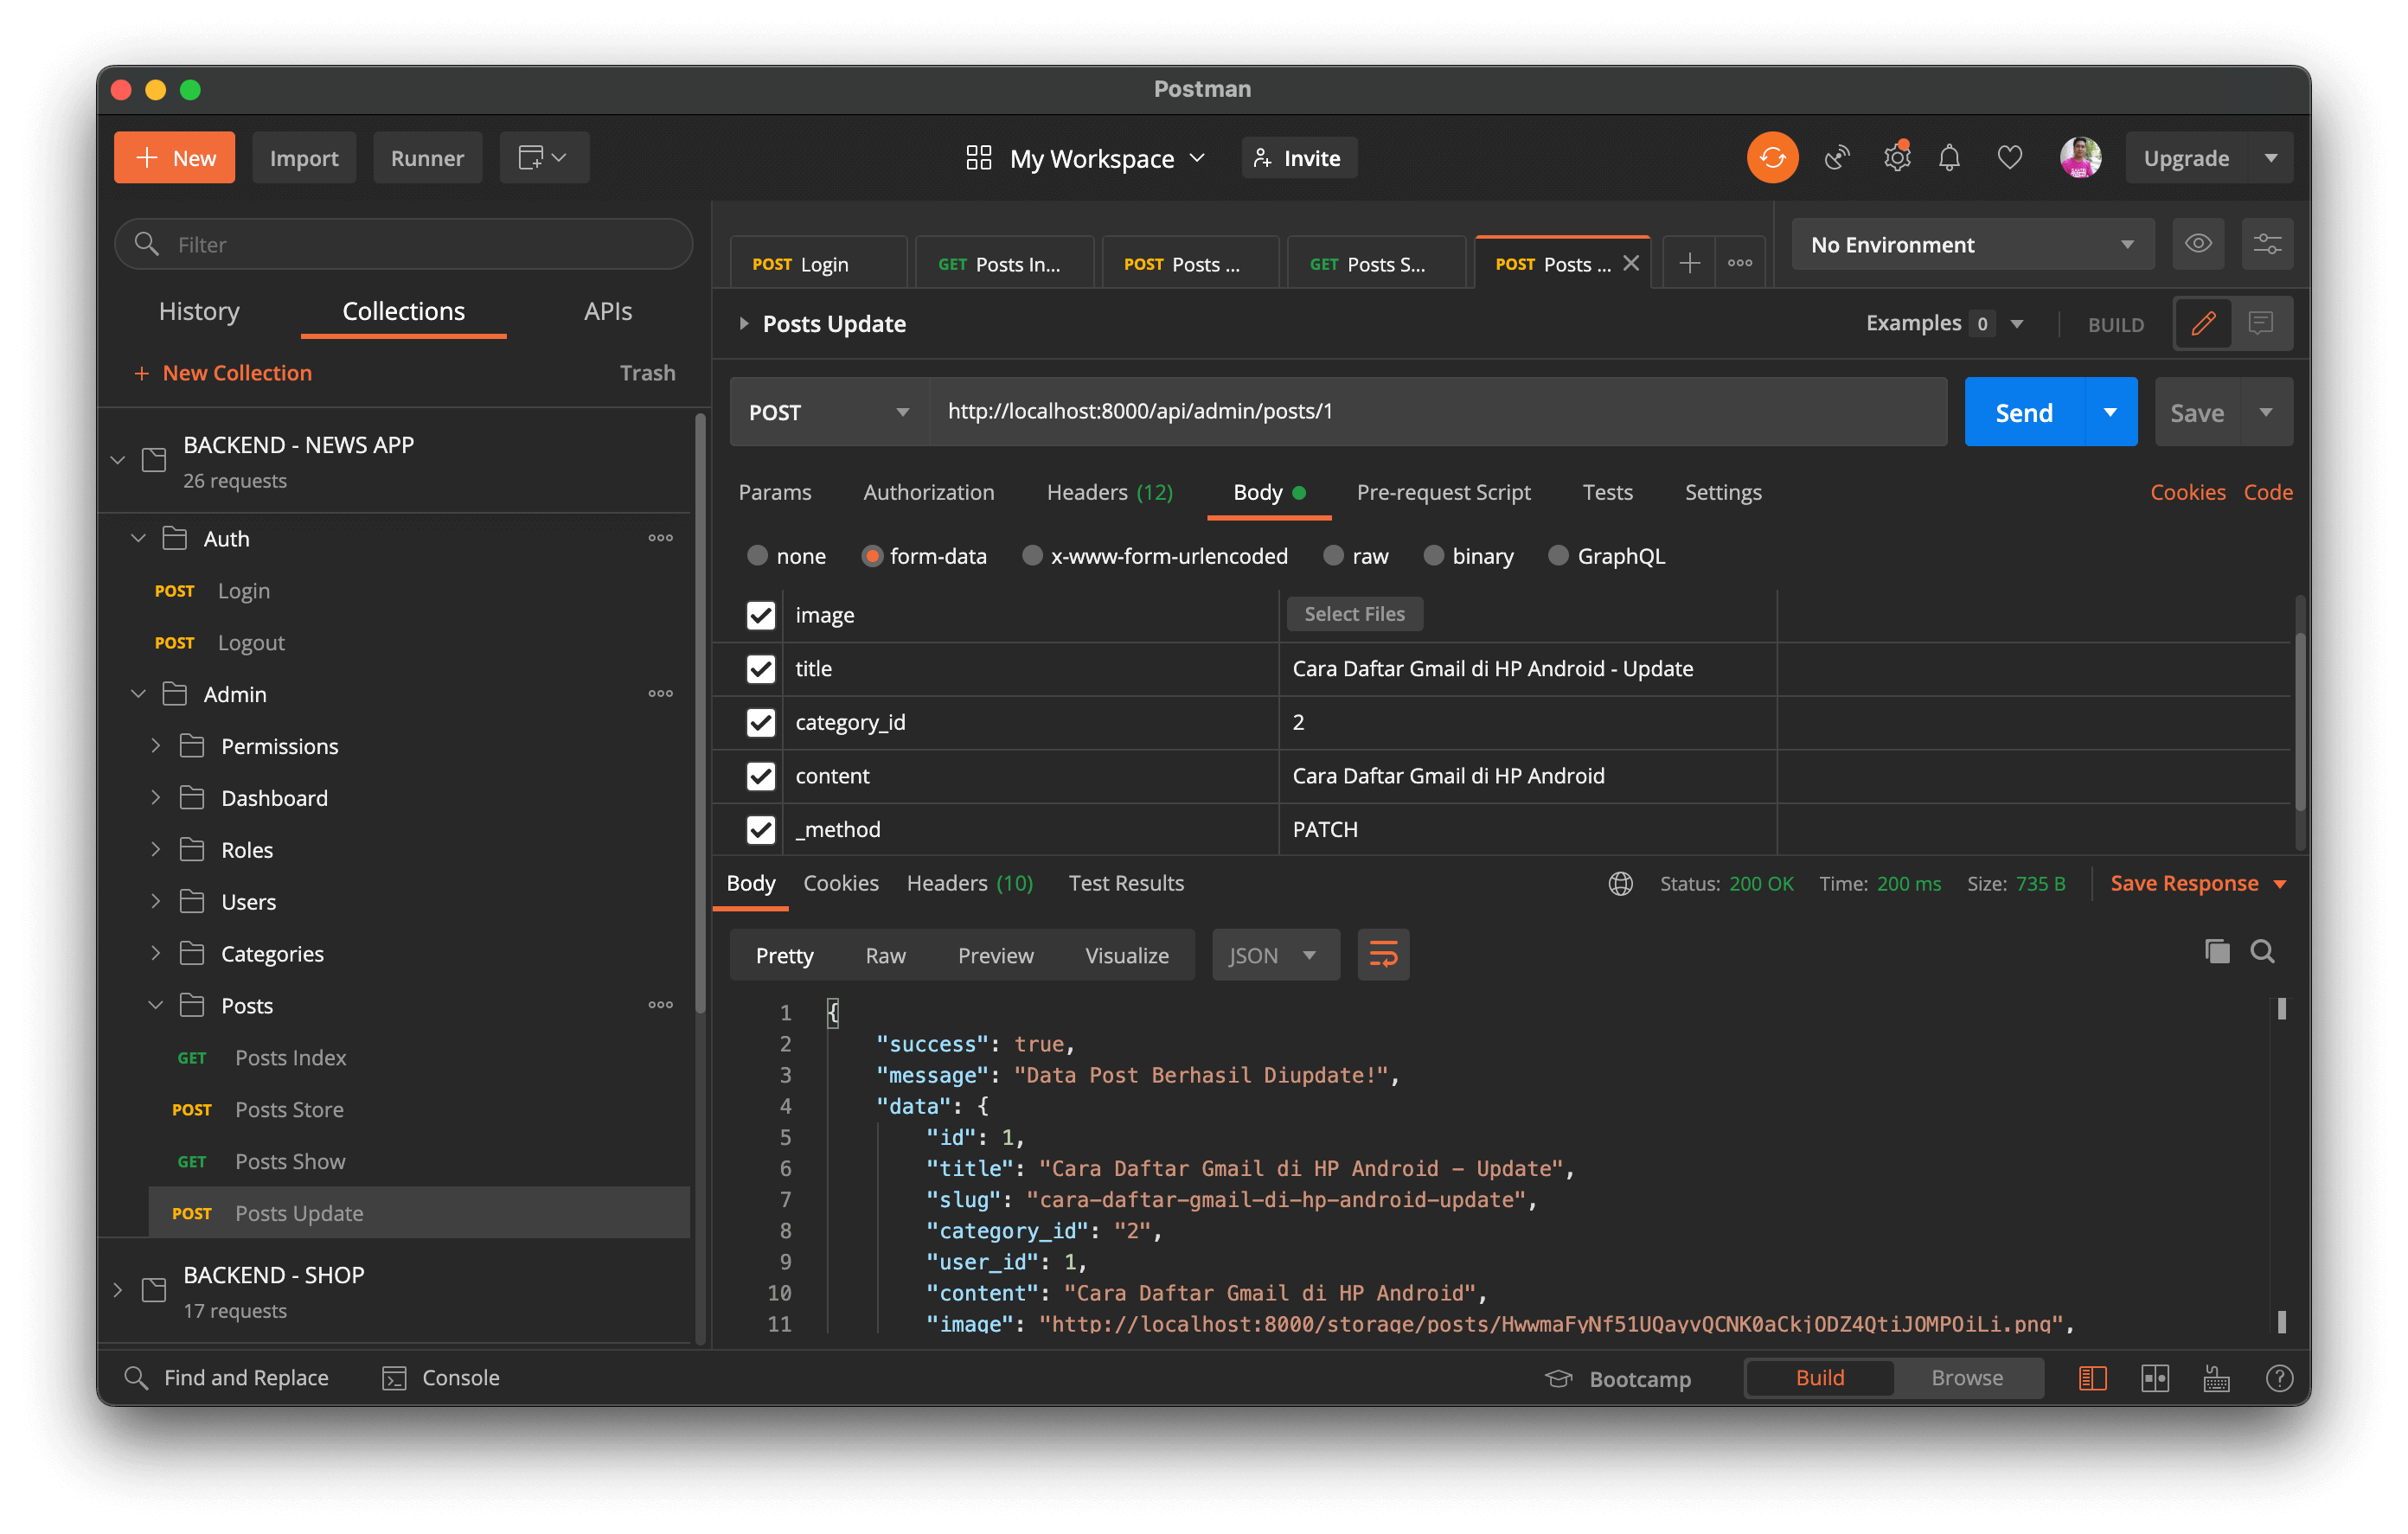 Postman
New
Import
Runner
My Workspace
Invite
Upgrade
Filter
History
Collections
APIs
New Collection
Trash
BACKEND - NEWS APP
26 requests
Auth
POST Login
POST Logout
Admin
Permissions
Dashboard
Roles
Users
Categories
Posts
GET Posts Index
POST Posts Store
GET Posts Show
POST Posts Update
BACKEND - SHOP
17 requests
POST Login
GET Posts In...
POST Posts ...
GET Posts S...
POST Posts ...
No Environment
Posts Update
Examples 0
BUILD
POST
http://localhost:8000/api/admin/posts/1
Send
Save
Params
Authorization
Headers (12)
Body
Pre-request Script
Tests
Settings
Cookies
Code
none
form-data
x-www-form-urlencoded
raw
binary
GraphQL
image Select Files
title Cara Daftar Gmail di HP Android - Update
category_id 2
content Cara Daftar Gmail di HP Android
_method PATCH
Body
Cookies
Headers (10)
Test Results
Status: 200 OK
Time: 200 ms
Size: 735 B
Save Response
Pretty
Raw
Preview
Visualize
JSON
1 {
2 "success": true,
3 "message": "Data Post Berhasil Diupdate!",
4 "data": {
5 "id": 1,
6 "title": "Cara Daftar Gmail di HP Android - Update",
7 "slug": "cara-daftar-gmail-di-hp-android-update",
8 "category_id": "2",
9 "user_id": 1,
10 "content": "Cara Daftar Gmail di HP Android",
11 "image": "http://localhost:8000/storage/posts/HwwmaFyNf51UQayvQCNK0aCkjODZ4QtiJOMPOiLi.png",
Find and Replace
Console
Bootcamp
Build
Browse